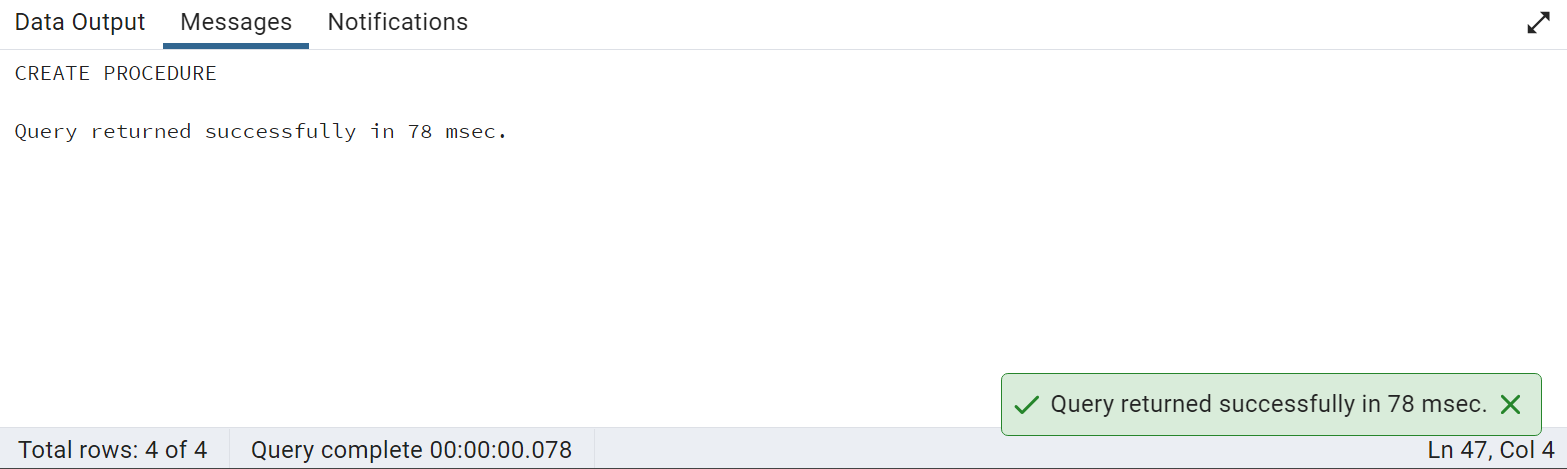 Data Output Messages Notifications
CREATE PROCEDURE
Query returned successfully in 78 msec.
Query returned successfully in 78 msec.
Total rows: 4 of 4 Query complete 00:00:00.078 Ln 47, Col 4